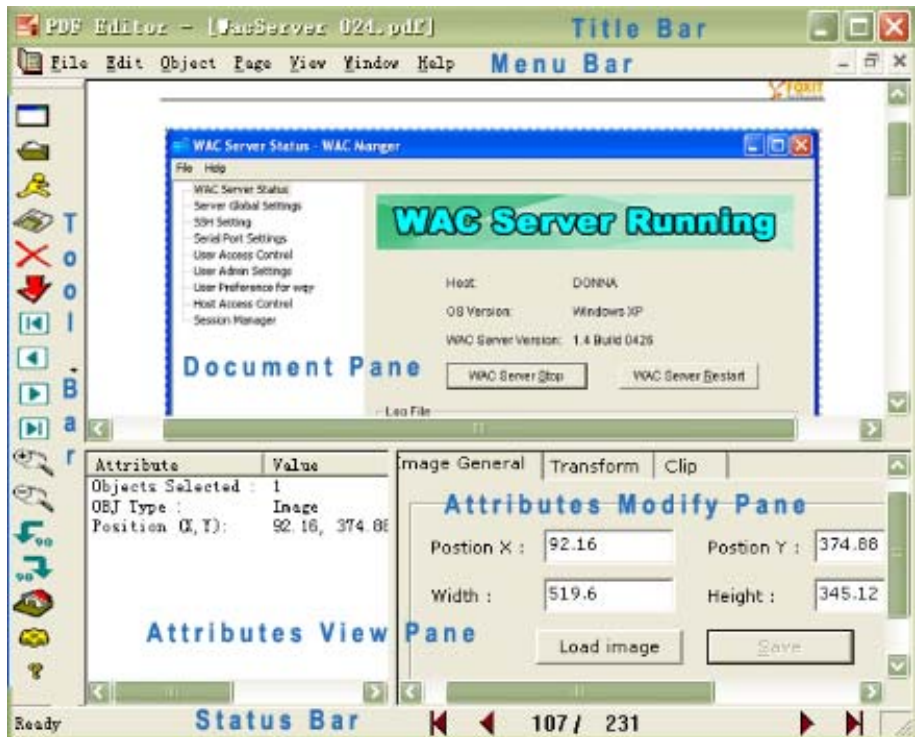 PDF Editor - [WacServer 024.pdf]
Title Bar
File Edit Object Page View Window Help
Menu Bar
FOXIT
WAC Server Status - WAC Manger
File Help
WAC Server Status
Server Global Settings
SSH Setting
Serial Port Settings
User Access Control
User Admin Settings
User Preference for wqy
Host Access Control
Session Manager
WAC Server Running
Host: DONNA
OS Version: Windows XP
WAC Server Version: 1.4 Build 0426
WAC Server Stop
WAC Server Restart
Log File
Document Pane
Tool Bar
Attribute Value
Objects Selected : 1
OBJ Type : Image
Position (X,Y): 92.16, 374.88
Attributes View Pane
Image General Transform Clip
Attributes Modify Pane
Postion X : 92.16
Postion Y : 374.88
Width : 519.6
Height : 345.12
Load image
Save
90
90
Ready
Status Bar
107 / 231